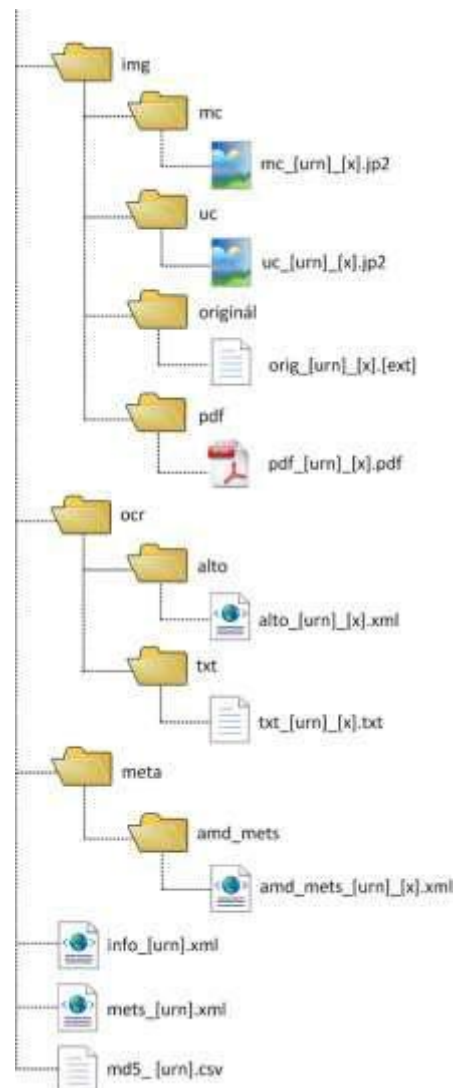 img
mc
mc_[urn]_[x].jp2
uc
uc_[urn]_[x].jp2
originál
orig_[urn]_[x].[ext]
pdf
PDF
pdf_[urn]_[x].pdf
ocr
alto
alto_[urn]_[x].xml
txt
txt_[urn]_[x].txt
meta
amd_mets
amd_mets_[urn]_[x].xml
info_[urn].xml
mets_[urn].xml
md5_ [urn].csv